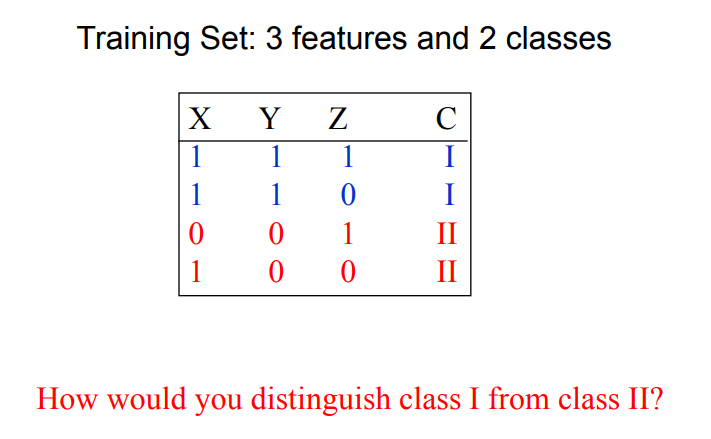 Training Set: 3 features and 2 classes
X Y Z C
1 1 1 I
1 1 0 I
0 0 1 II
1 0 0 II
How would you distinguish class I from class II?